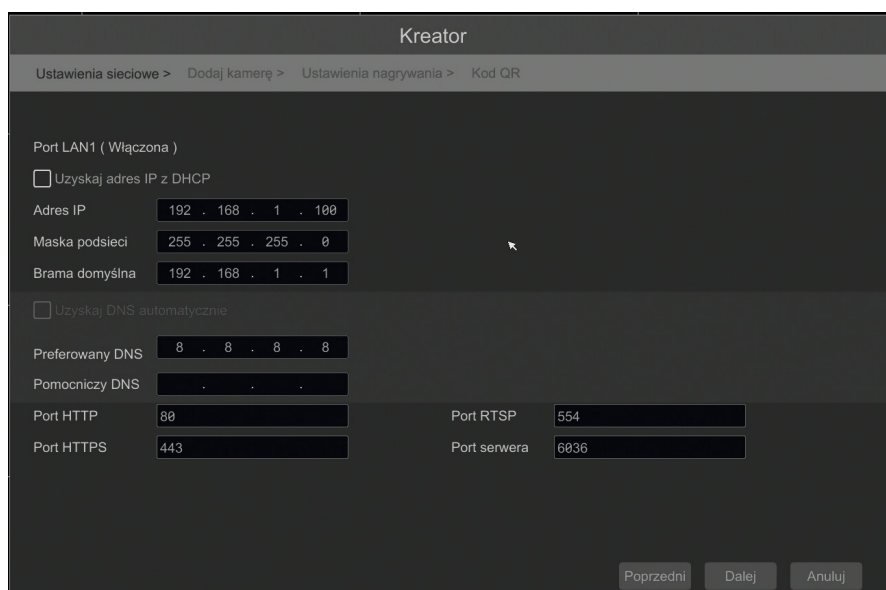 Kreator
Ustawienia sieciowe > Dodaj kamerę > Ustawienia nagrywania > Kod QR
Port LAN1 ( Włączona )
Uzyskaj adres IP z DHCP
Adres IP 192 . 168 . 1 . 100
Maska podsieci 255 . 255 . 255 . 0
Brama domyślna 192 . 168 . 1 . 1
Uzyskaj DNS automatycznie
Preferowany DNS 8 . 8 . 8 . 8
Pomocniczy DNS . . .
Port HTTP 80 Port RTSP 554
Port HTTPS 443 Port serwera 6036
Poprzedni Dalej Anuluj